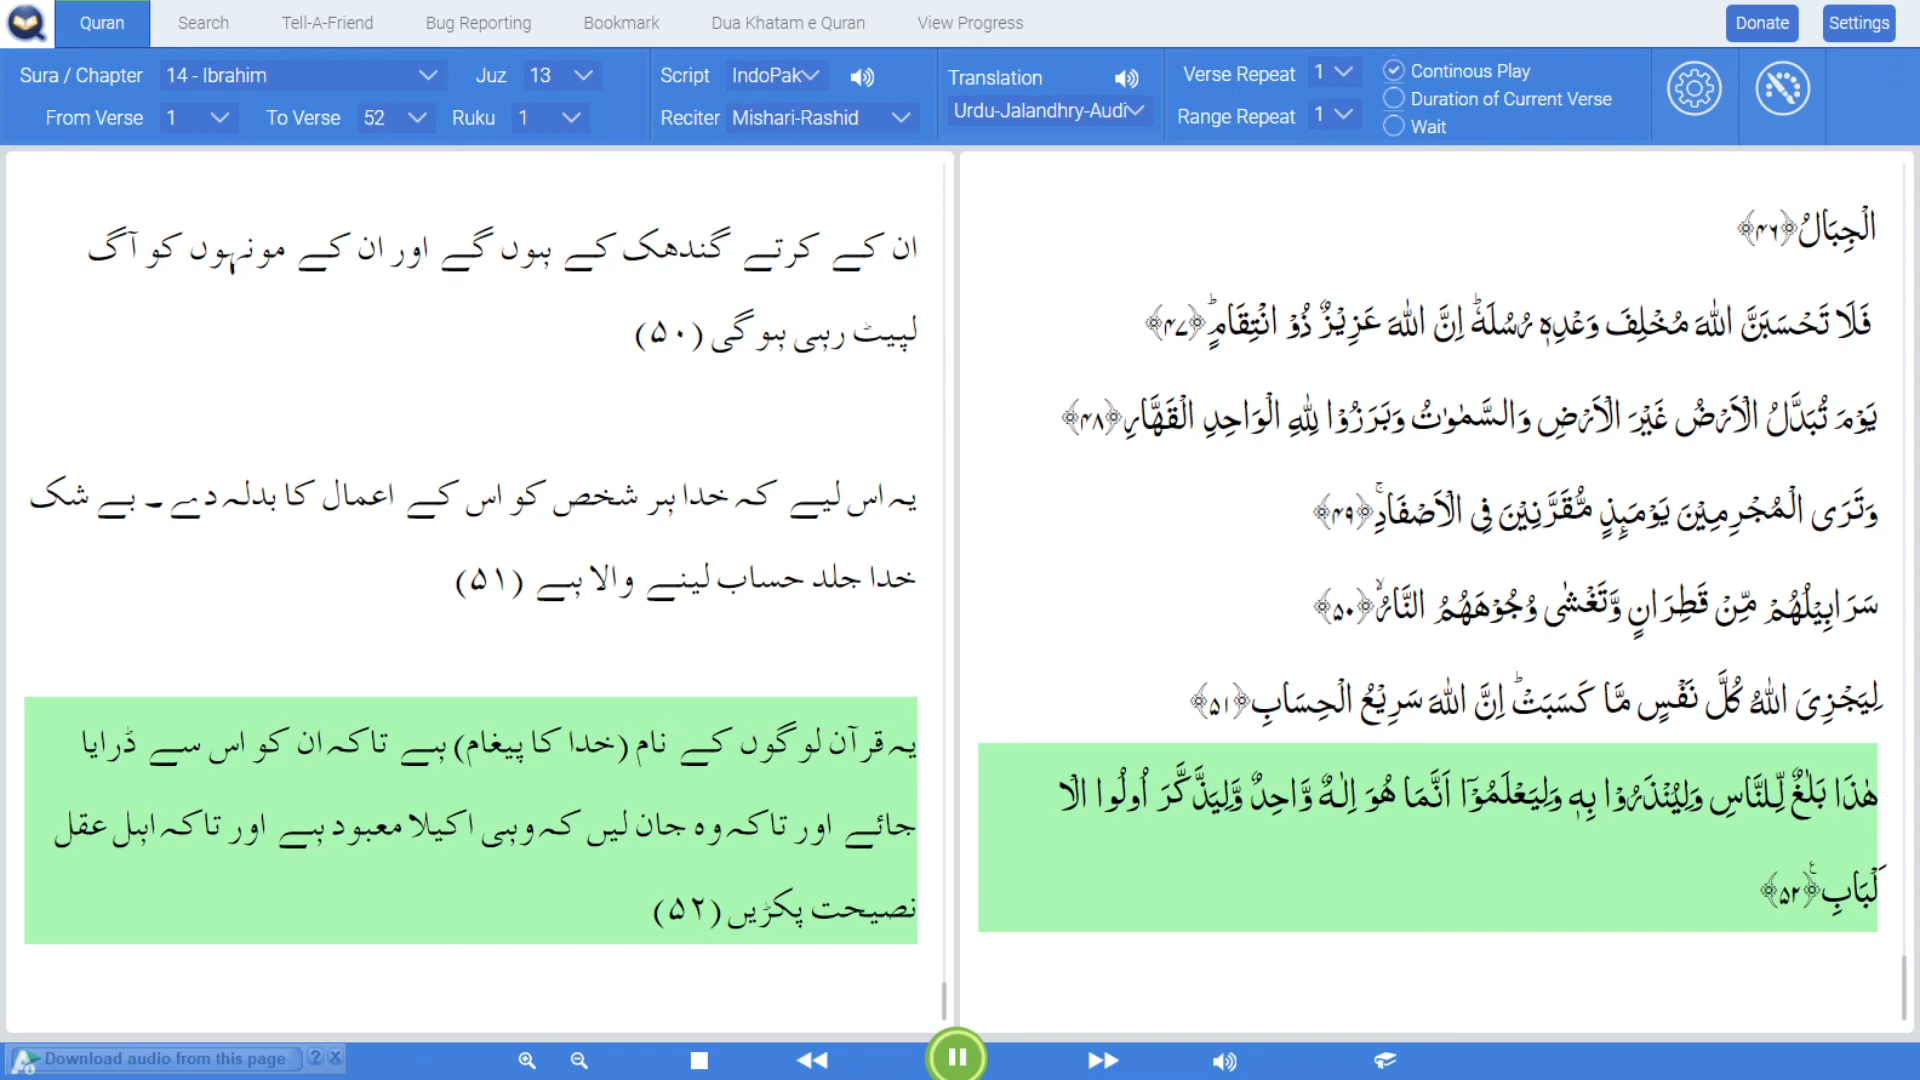 Quran Search Tell-A-Friend Bug Reporting Bookmark Dua Khatam e Quran View Progress Donate Settings
Sura / Chapter 14 - Ibrahim Juz 13
From Verse 1 To Verse 52 Ruku 1
Script IndoPak
Reciter Mishari-Rashid
Translation
Urdu-Jalandhry-Audi
Verse Repeat 1
Range Repeat 1
Continous Play
Duration of Current Verse
Wait
ان کے کرتے گندھک کے ہوں گے اور ان کے مونہوں کو آگ
لپیٹ رہی ہو گی (۵۰)
یہ اس لیے کہ خدا ہر شخص کو اس کے اعمال کا بدلہ دے۔ بے شک
خدا جلد حساب لینے والا ہے (۵۱)
یہ قرآن لوگوں کے نام (خدا کا پیغام) ہے تاکہ ان کو اس سے ڈرایا
جائے اور تاکہ وہ جان لیں کہ وہی اکیلا معبود ہے اور تاکہ اہل عقل
نصیحت پکڑیں (۵۲)
الْجِبَالُ﴿۴۶﴾
فَلَا تَحْسَبَنَّ اللّٰهَ مُخْلِفَ وَعْدِهٖ رُسُلَهٗؕ اِنَّ اللّٰهَ عَزِیْزٌ ذُوْ انْتِقَامٍؕ﴿۴۷﴾
یَوْمَ تُبَدَّلُ الْاَرْضُ غَیْرَ الْاَرْضِ وَالسَّمٰوٰتُ وَبَرَزُوْا لِلّٰهِ الْوَاحِدِ الْقَهَّارِ﴿۴۸﴾
وَتَرَی الْمُجْرِمِیْنَ یَوْمَىِٕذٍ مُّقَرَّنِیْنَ فِی الْاَصْفَادِۚ﴿۴۹﴾
سَرَابِیْلُهُمْ مِّنْ قَطِرَانٍ وَّتَغْشٰی وُجُوْهَهُمُ النَّارُۙ﴿۵۰﴾
لِیَجْزِیَ اللّٰهُ كُلَّ نَفْسٍ مَّا كَسَبَتْؕ اِنَّ اللّٰهَ سَرِیْعُ الْحِسَابِ﴿۵۱﴾
هٰذَا بَلٰغٌ لِّلنَّاسِ وَلِیُنْذَرُوْا بِهٖ وَلِیَعْلَمُوْۤا اَنَّمَا هُوَ اِلٰهٌ وَّاحِدٌ وَّلِیَذَّكَّرَ اُولُوا الْا
َلْبَابِ۠﴿۵۲﴾
Download audio from this page ? X